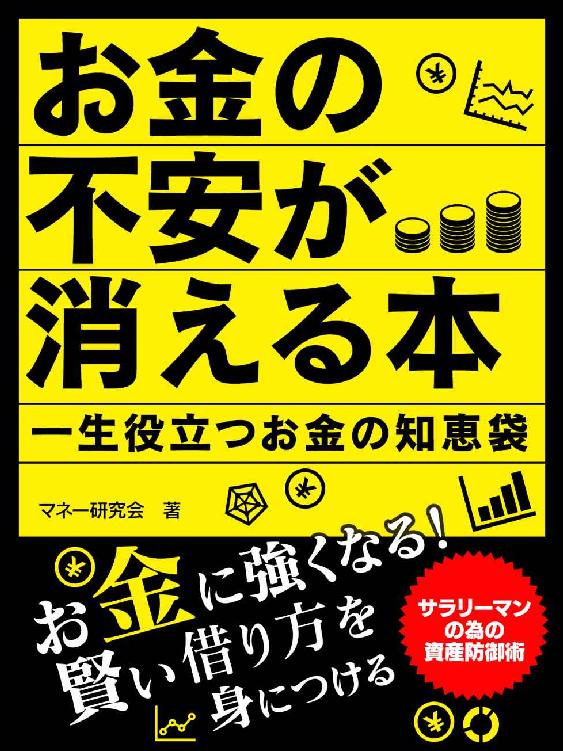 お金の
不安が
消える本
一生役立つお金の知恵袋
マネー研究会 著
お金に強くなる!
賢い借り方を
身につける
サラリーマン
の為の
資産防御術